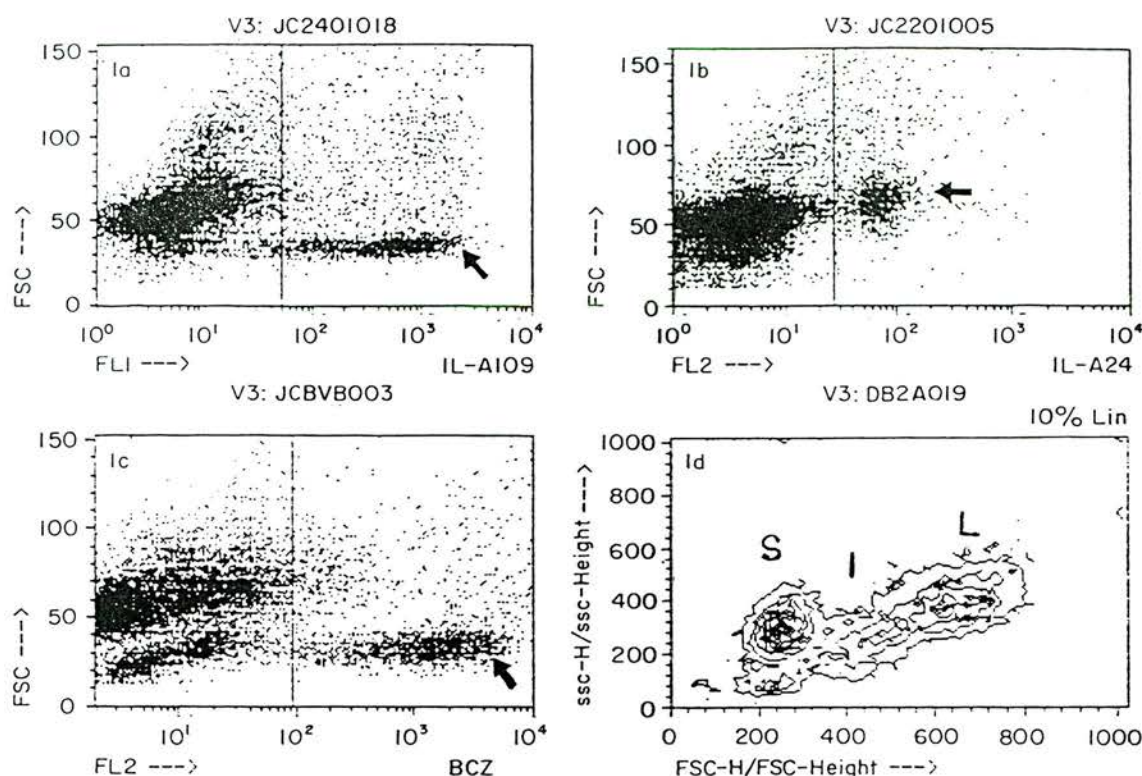 V3: JC2401018
1a
150
100
50
0
FSC --->
10⁰ 10¹ 10² 10³ 10⁴
FL1 ---> IL-A109
V3: JC2201005
1b
150
100
50
0
FSC --->
10⁰ 10¹ 10² 10³ 10⁴
FL2 ---> IL-A24
V3: JCBVB003
1c
150
100
50
0
FSC --->
10¹ 10² 10³ 10⁴
FL2 ---> BCZ
V3: DB2A019
10% Lin
1d
1000
800
600
400
200
0
ssc-H/ssc-Height --->
S I L
0 200 400 600 800 1000
FSC-H/FSC-Height --->